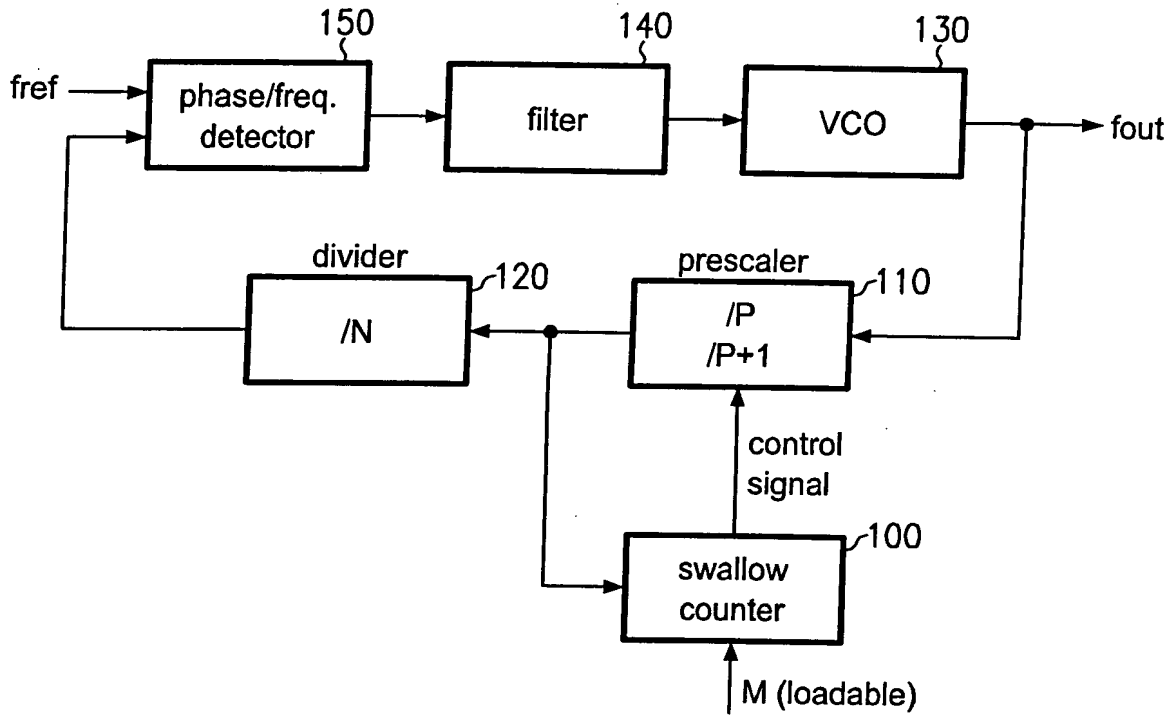 150
140
130
fref
phase/freq.
detector
filter
VCO
fout
divider
120
/N
prescaler
110
/P
/P+1
control
signal
100
swallow
counter
M (loadable)